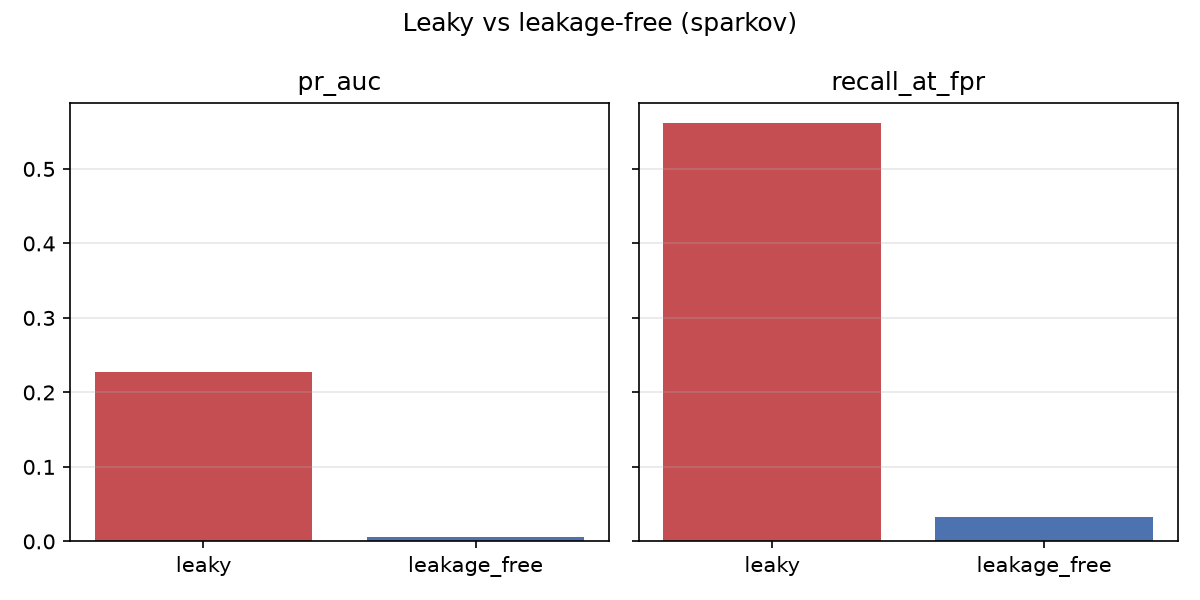 Leaky vs leakage-free (sparkov)
pr_auc
recall_at_fpr
0.5
0.4
0.3
0.2
0.1
0.0
leaky
leakage_free
leaky
leakage_free